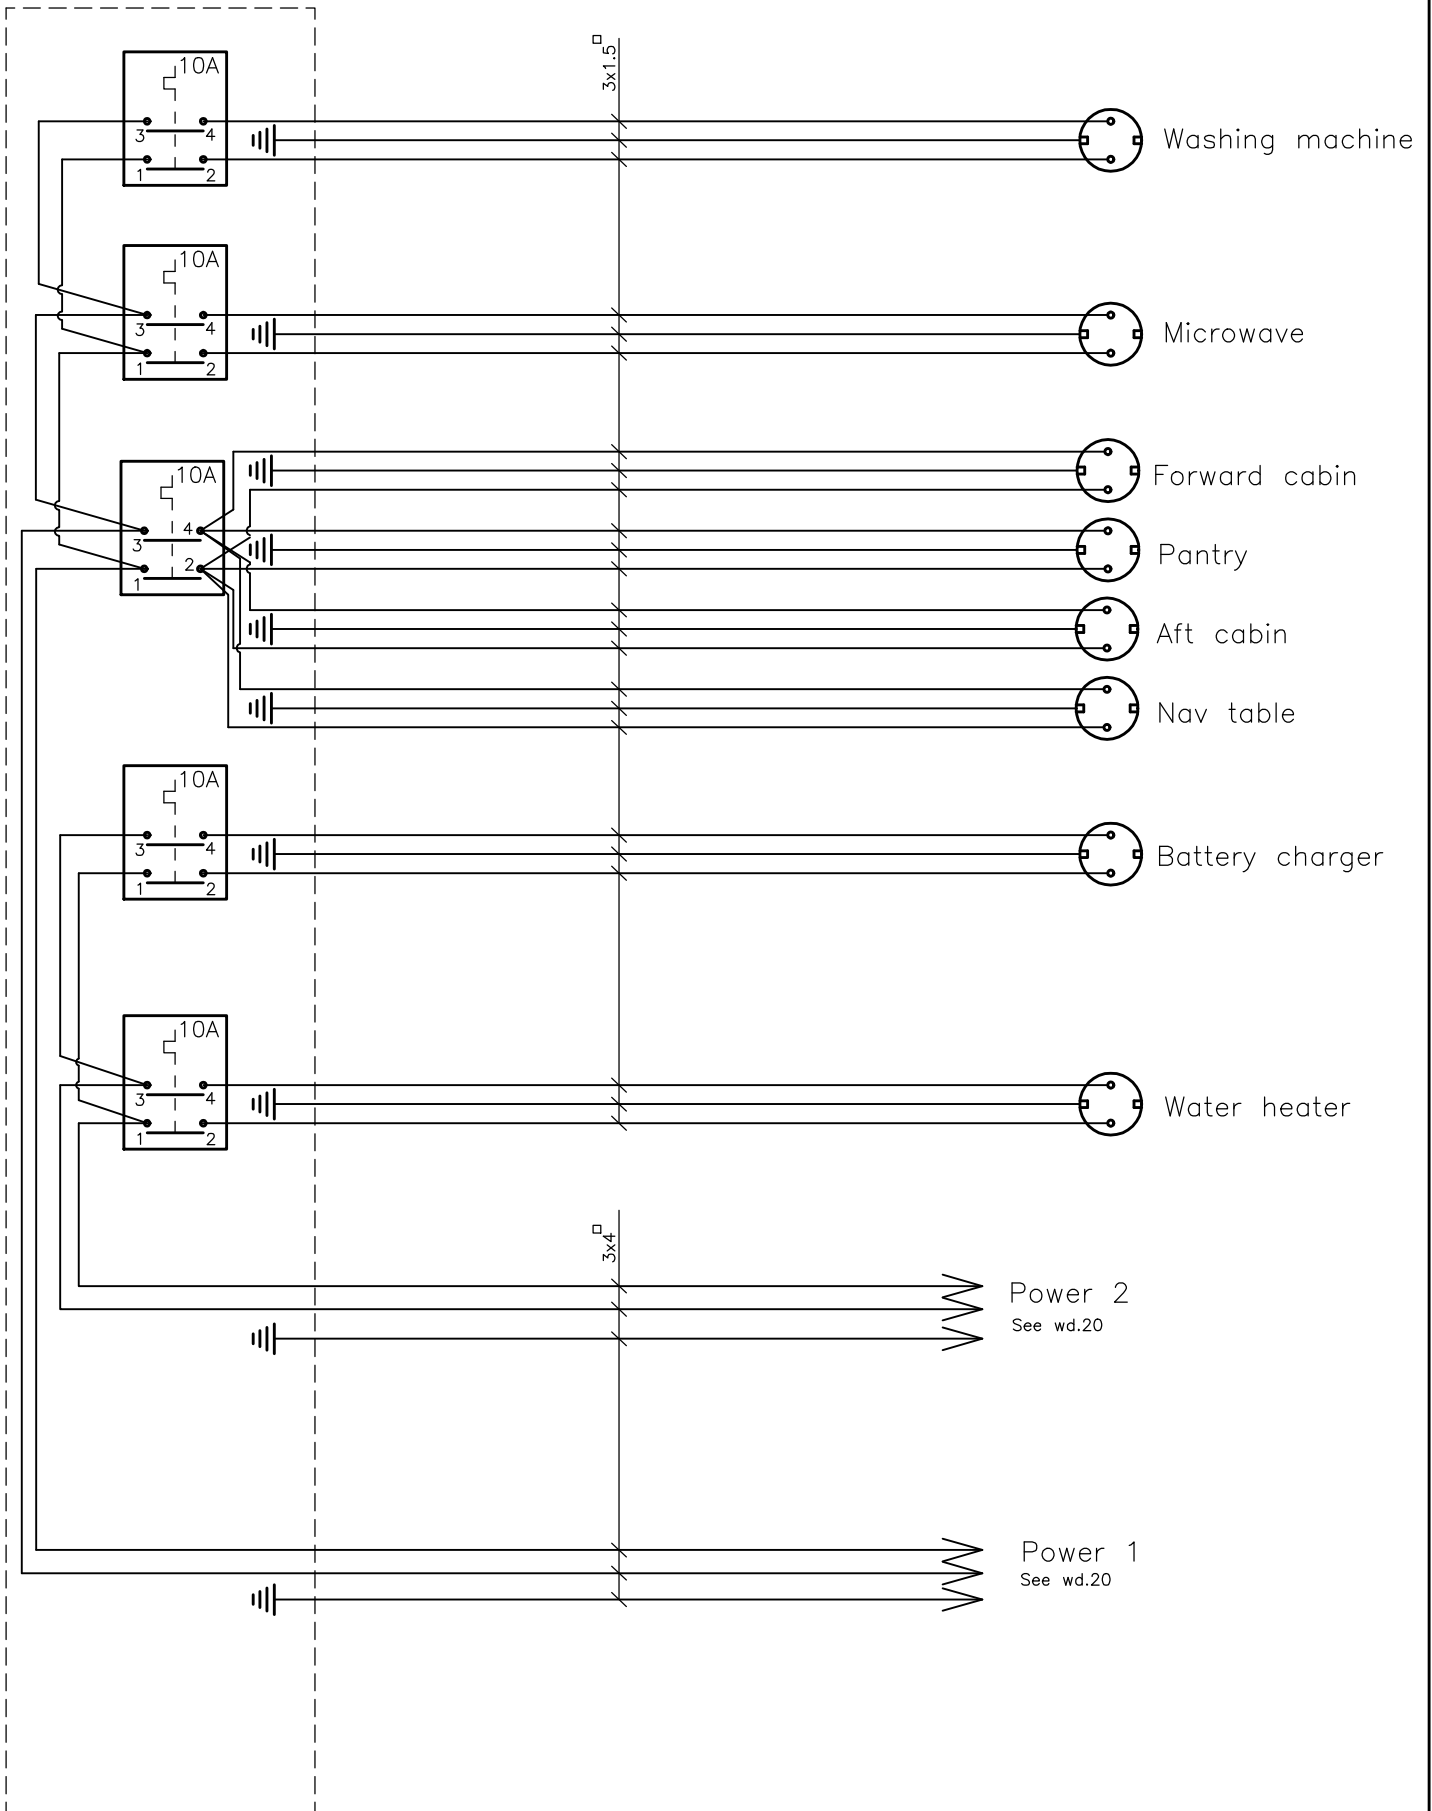 3x1.5
10A
3 4
1 2
Washing machine
10A
3 4
1 2
Microwave
10A
3 4
1 2
Forward cabin
Pantry
Aft cabin
Nav table
10A
3 4
1 2
Battery charger
10A
3 4
1 2
Water heater
3x4
Power 2
See wd.20
Power 1
See wd.20